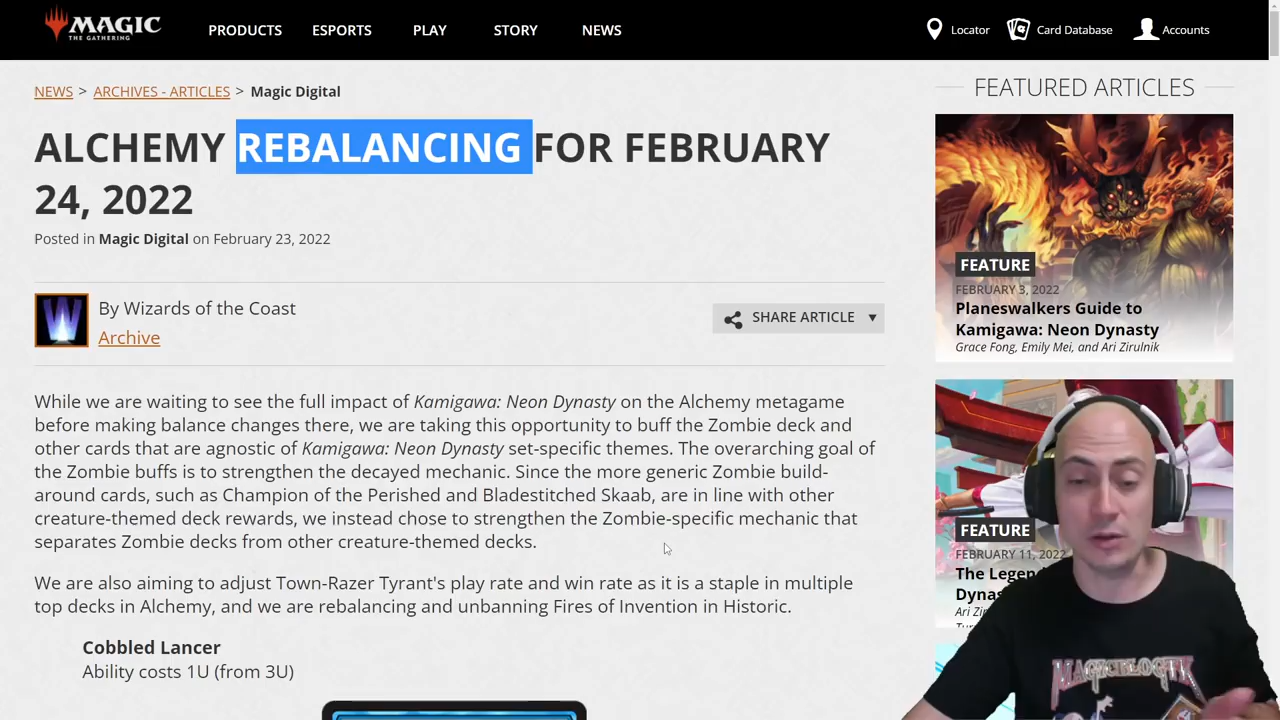 MAGIC
THE GATHERING
PRODUCTS ESPORTS PLAY STORY NEWS
Locator Card Database Accounts
NEWS > ARCHIVES - ARTICLES > Magic Digital
ALCHEMY REBALANCING FOR FEBRUARY
24, 2022
Posted in Magic Digital on February 23, 2022
By Wizards of the Coast
Archive
SHARE ARTICLE
While we are waiting to see the full impact of Kamigawa: Neon Dynasty on the Alchemy metagame
before making balance changes there, we are taking this opportunity to buff the Zombie deck and
other cards that are agnostic of Kamigawa: Neon Dynasty set-specific themes. The overarching goal of
the Zombie buffs is to strengthen the decayed mechanic. Since the more generic Zombie build-
around cards, such as Champion of the Perished and Bladestitched Skaab, are in line with other
creature-themed deck rewards, we instead chose to strengthen the Zombie-specific mechanic that
separates Zombie decks from other creature-themed decks.
We are also aiming to adjust Town-Razer Tyrant's play rate and win rate as it is a staple in multiple
top decks in Alchemy, and we are rebalancing and unbanning Fires of Invention in Historic.
Cobbled Lancer
Ability costs 1U (from 3U)
FEATURED ARTICLES
FEATURE
FEBRUARY 3, 2022
Planeswalkers Guide to
Kamigawa: Neon Dynasty
Grace Fong, Emily Mei, and Ari Zirulnik
FEATURE
FEBRUARY 11, 2022
The Legen
Dynas
Ari Zi